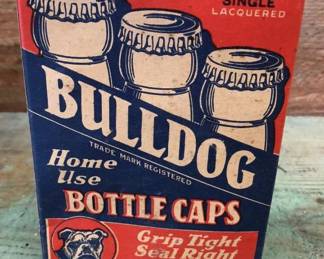 SINGLE
LACQUERED
BULLDOG
TRADE MARK REGISTERED
Home
Use
BOTTLE CAPS
Grip Tight
Seal Right